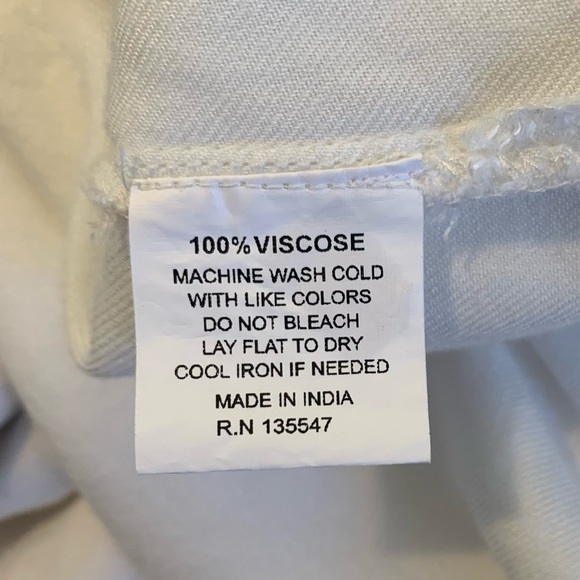 100% VISCOSE
MACHINE WASH COLD
WITH LIKE COLORS
DO NOT BLEACH
LAY FLAT TO DRY
COOL IRON IF NEEDED
MADE IN INDIA
R.N 135547